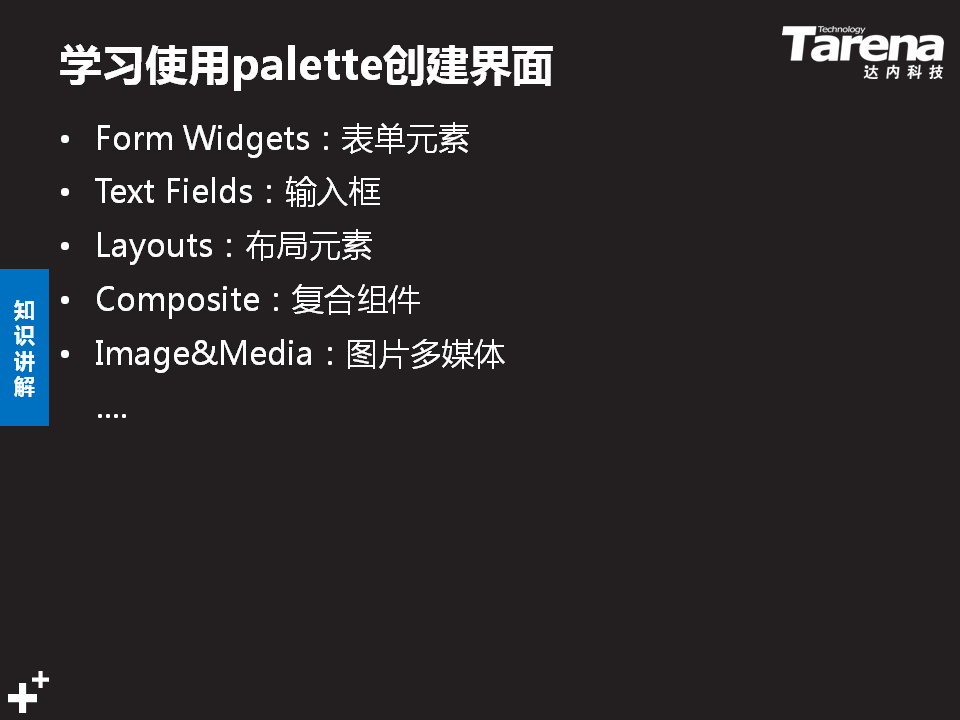 学习使用palette创建界面
Technology
Tarena
达内科技
• Form Widgets：表单元素
• Text Fields：输入框
• Layouts：布局元素
• Composite：复合组件
• Image&Media：图片多媒体
....
知识讲解